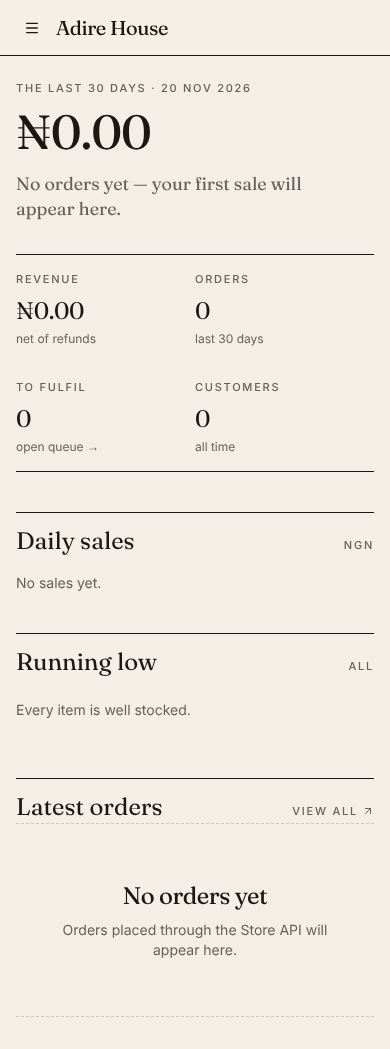 Adire House
THE LAST 30 DAYS · 20 NOV 2026
₦0.00
No orders yet — your first sale will
appear here.
REVENUE
ORDERS
₦0.00
0
net of refunds
last 30 days
TO FULFIL
CUSTOMERS
0
0
open queue →
all time
Daily sales
NGN
No sales yet.
Running low
ALL
Every item is well stocked.
Latest orders
VIEW ALL ↗
No orders yet
Orders placed through the Store API will
appear here.